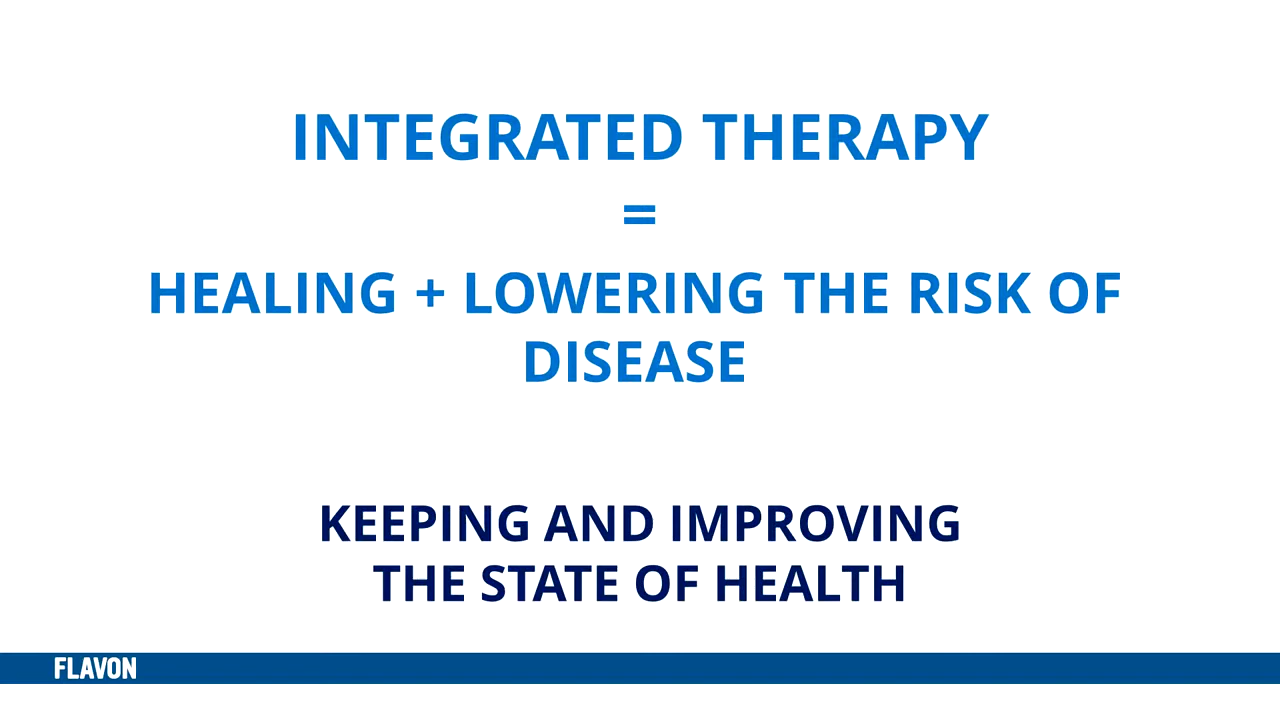 INTEGRATED THERAPY
=
HEALING + LOWERING THE RISK OF
DISEASE
KEEPING AND IMPROVING
THE STATE OF HEALTH
FLAVON